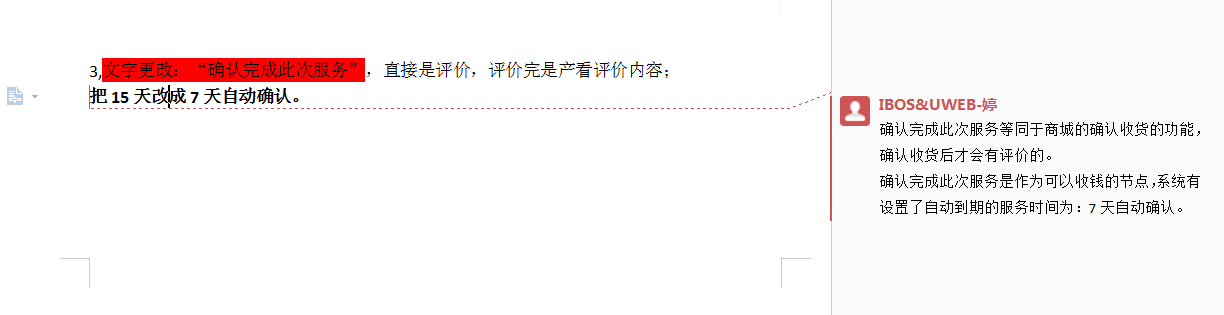 3,文字更改：“确认完成此次服务”，直接是评价，评价完是产看评价内容；
把 15 天改成 7 天自动确认。
IBOS&UWEB-婷
确认完成此次服务等同于商城的确认收货的功能，
确认收货后才会有评价的。
确认完成此次服务是作为可以收钱的节点,系统有
设置了自动到期的服务时间为：7 天自动确认。